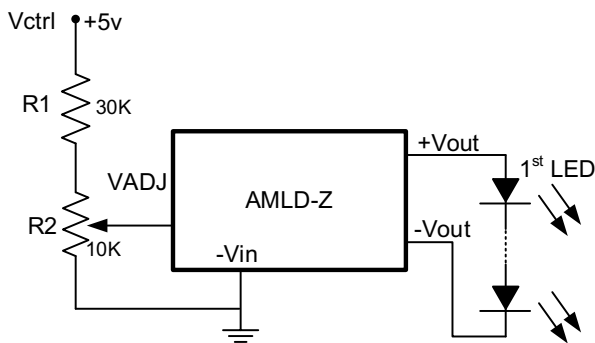 Vctrl +5v
R1 30K
VADJ
R2 10K
AMLD-Z
-Vin
+Vout
-Vout
1st LED